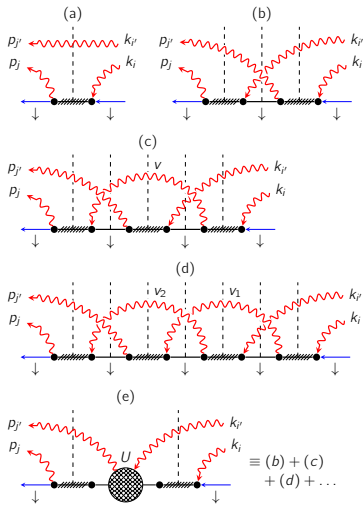 (a) (b)
p_{j'} k_{i'} p_{j'} k_{i'}
p_j k_i p_j k_i
↓ ↓ ↓ ↓
(c)
p_{j'} v k_{i'}
p_j k_i
↓ ↓
(d)
p_{j'} v_2 v_1 k_{i'}
p_j k_i
↓ ↓
(e)
p_{j'} k_{i'}
p_j U k_i
≡ (b) + (c)
+ (d) + . . .
↓ ↓